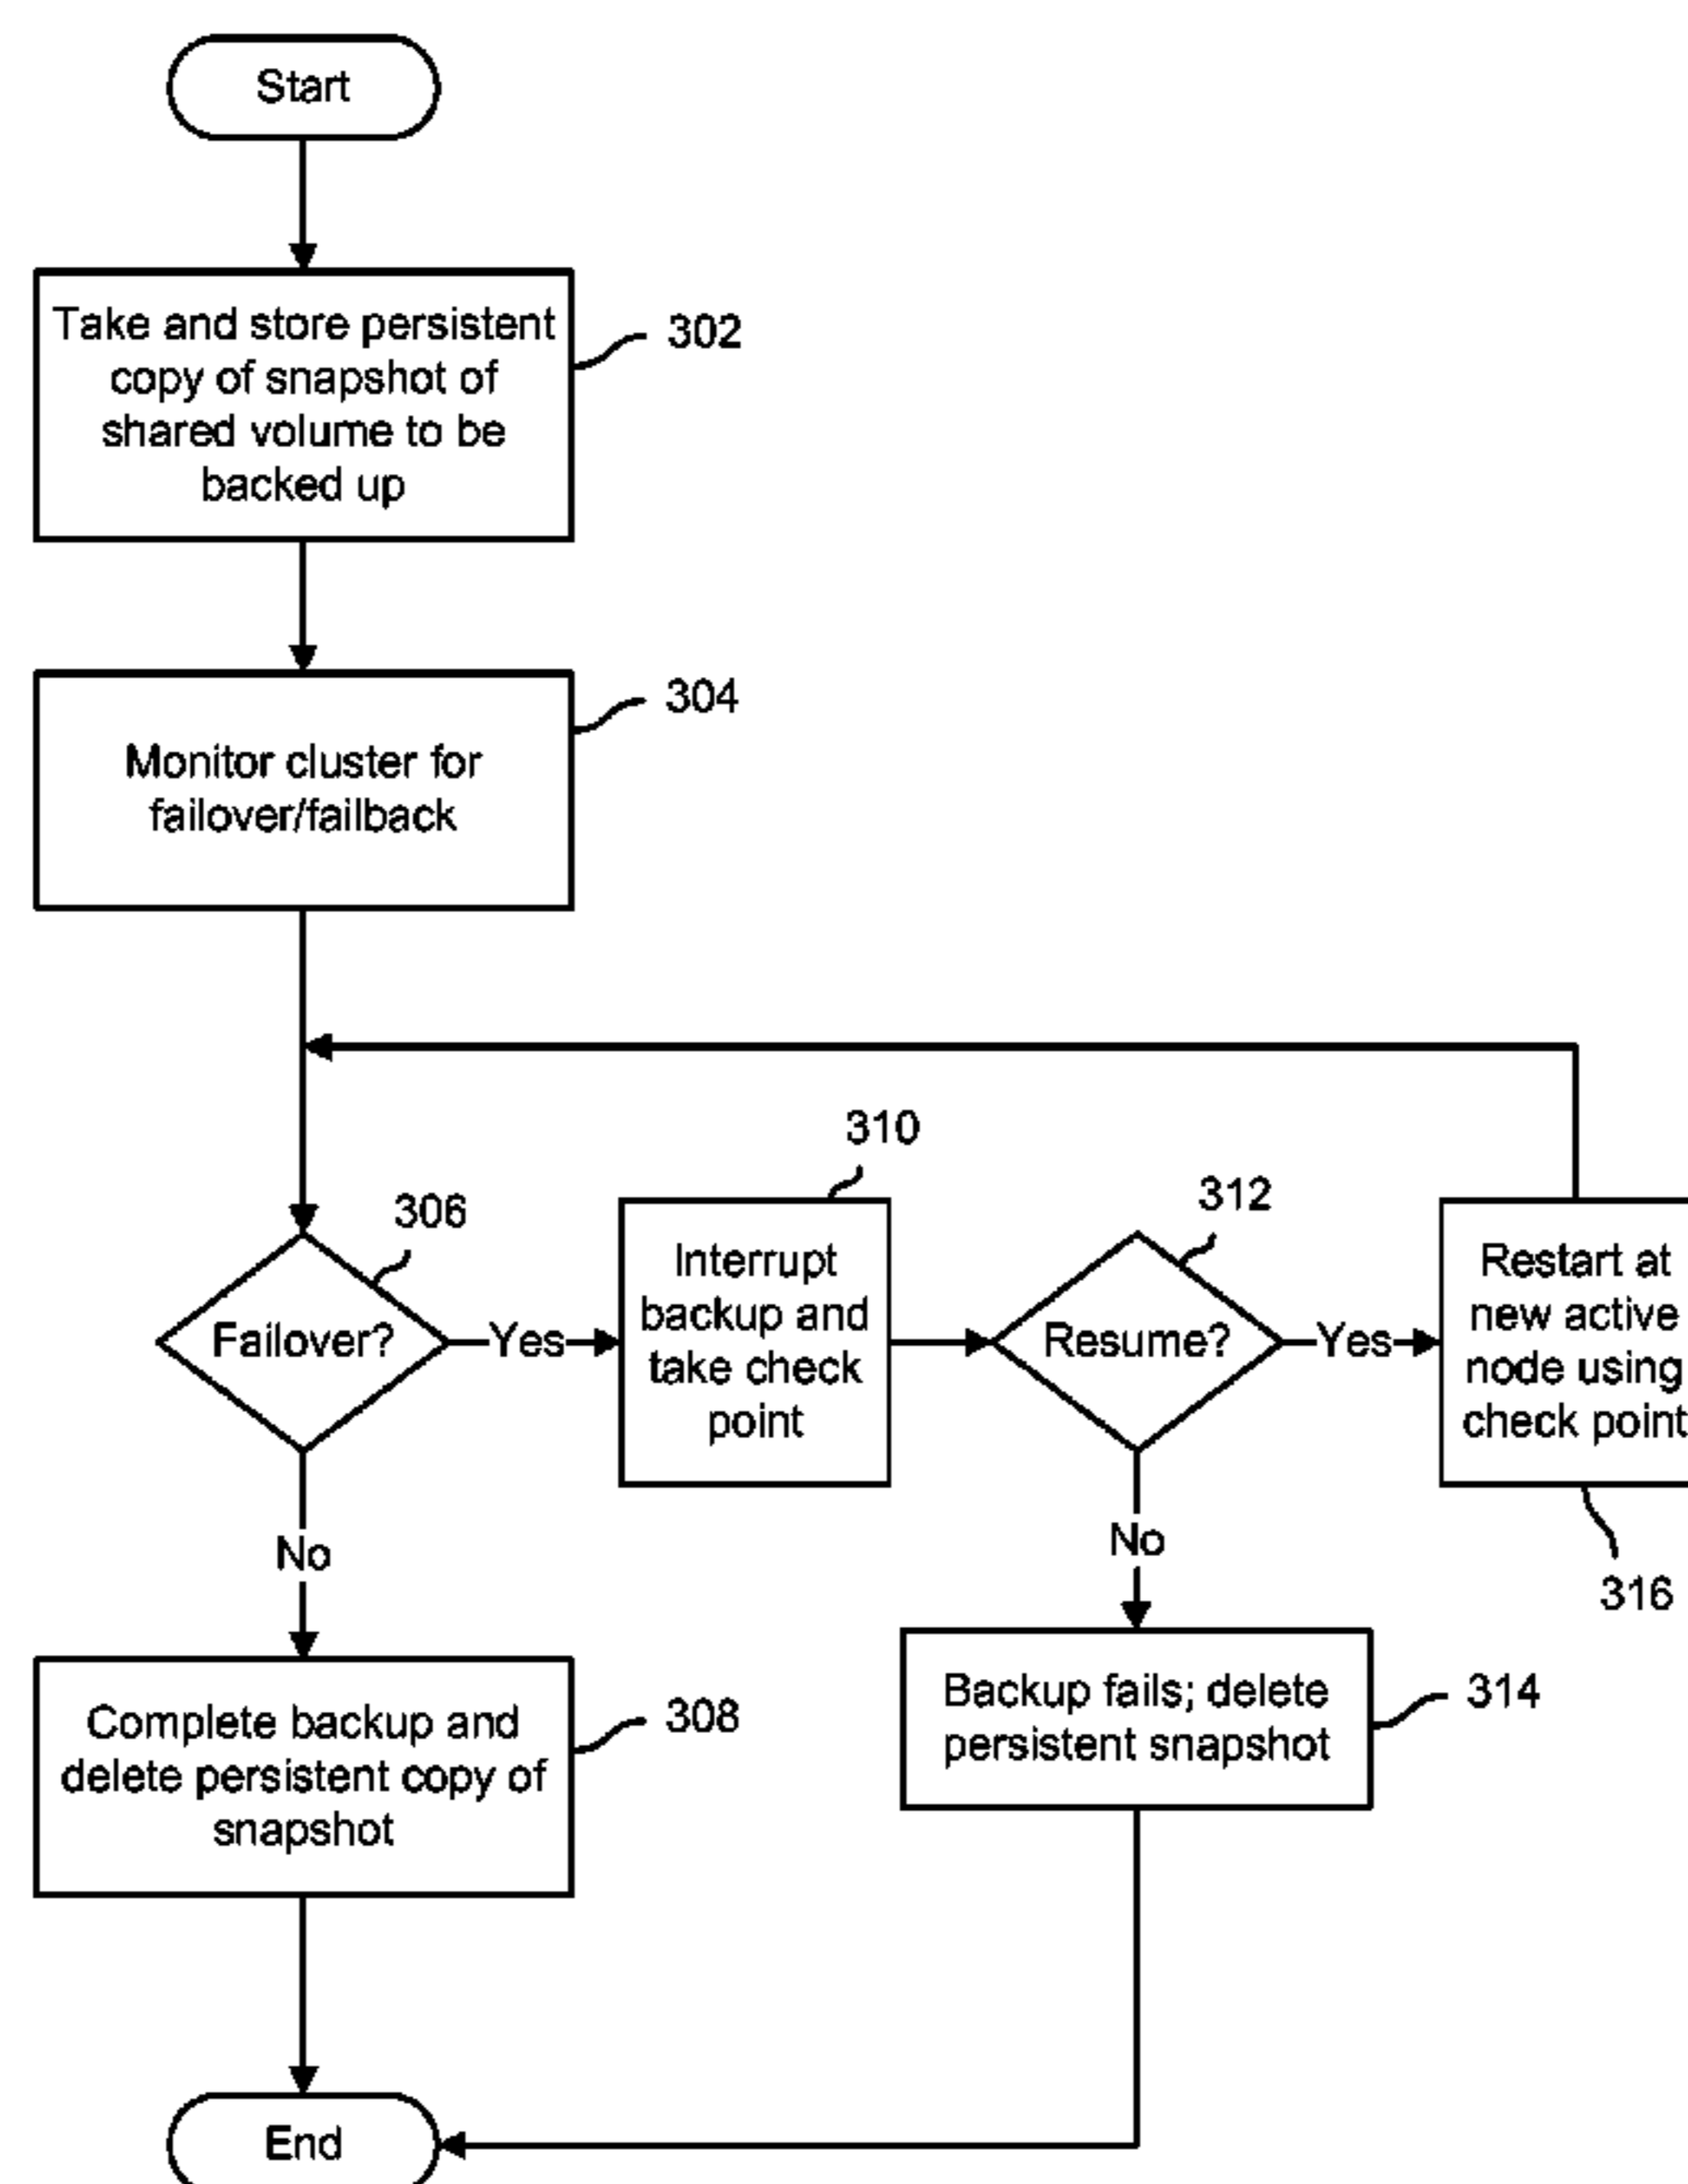 Start
Take and store persistent
copy of snapshot of
shared volume to be
backed up
302
Monitor cluster for
failover/failback
304
306
Failover?
Yes
310
Interrupt
backup and
take check
point
312
Resume?
Yes
Restart at
new active
node using
check point
316
No
No
Complete backup and
delete persistent copy of
snapshot
308
Backup fails; delete
persistent snapshot
314
End